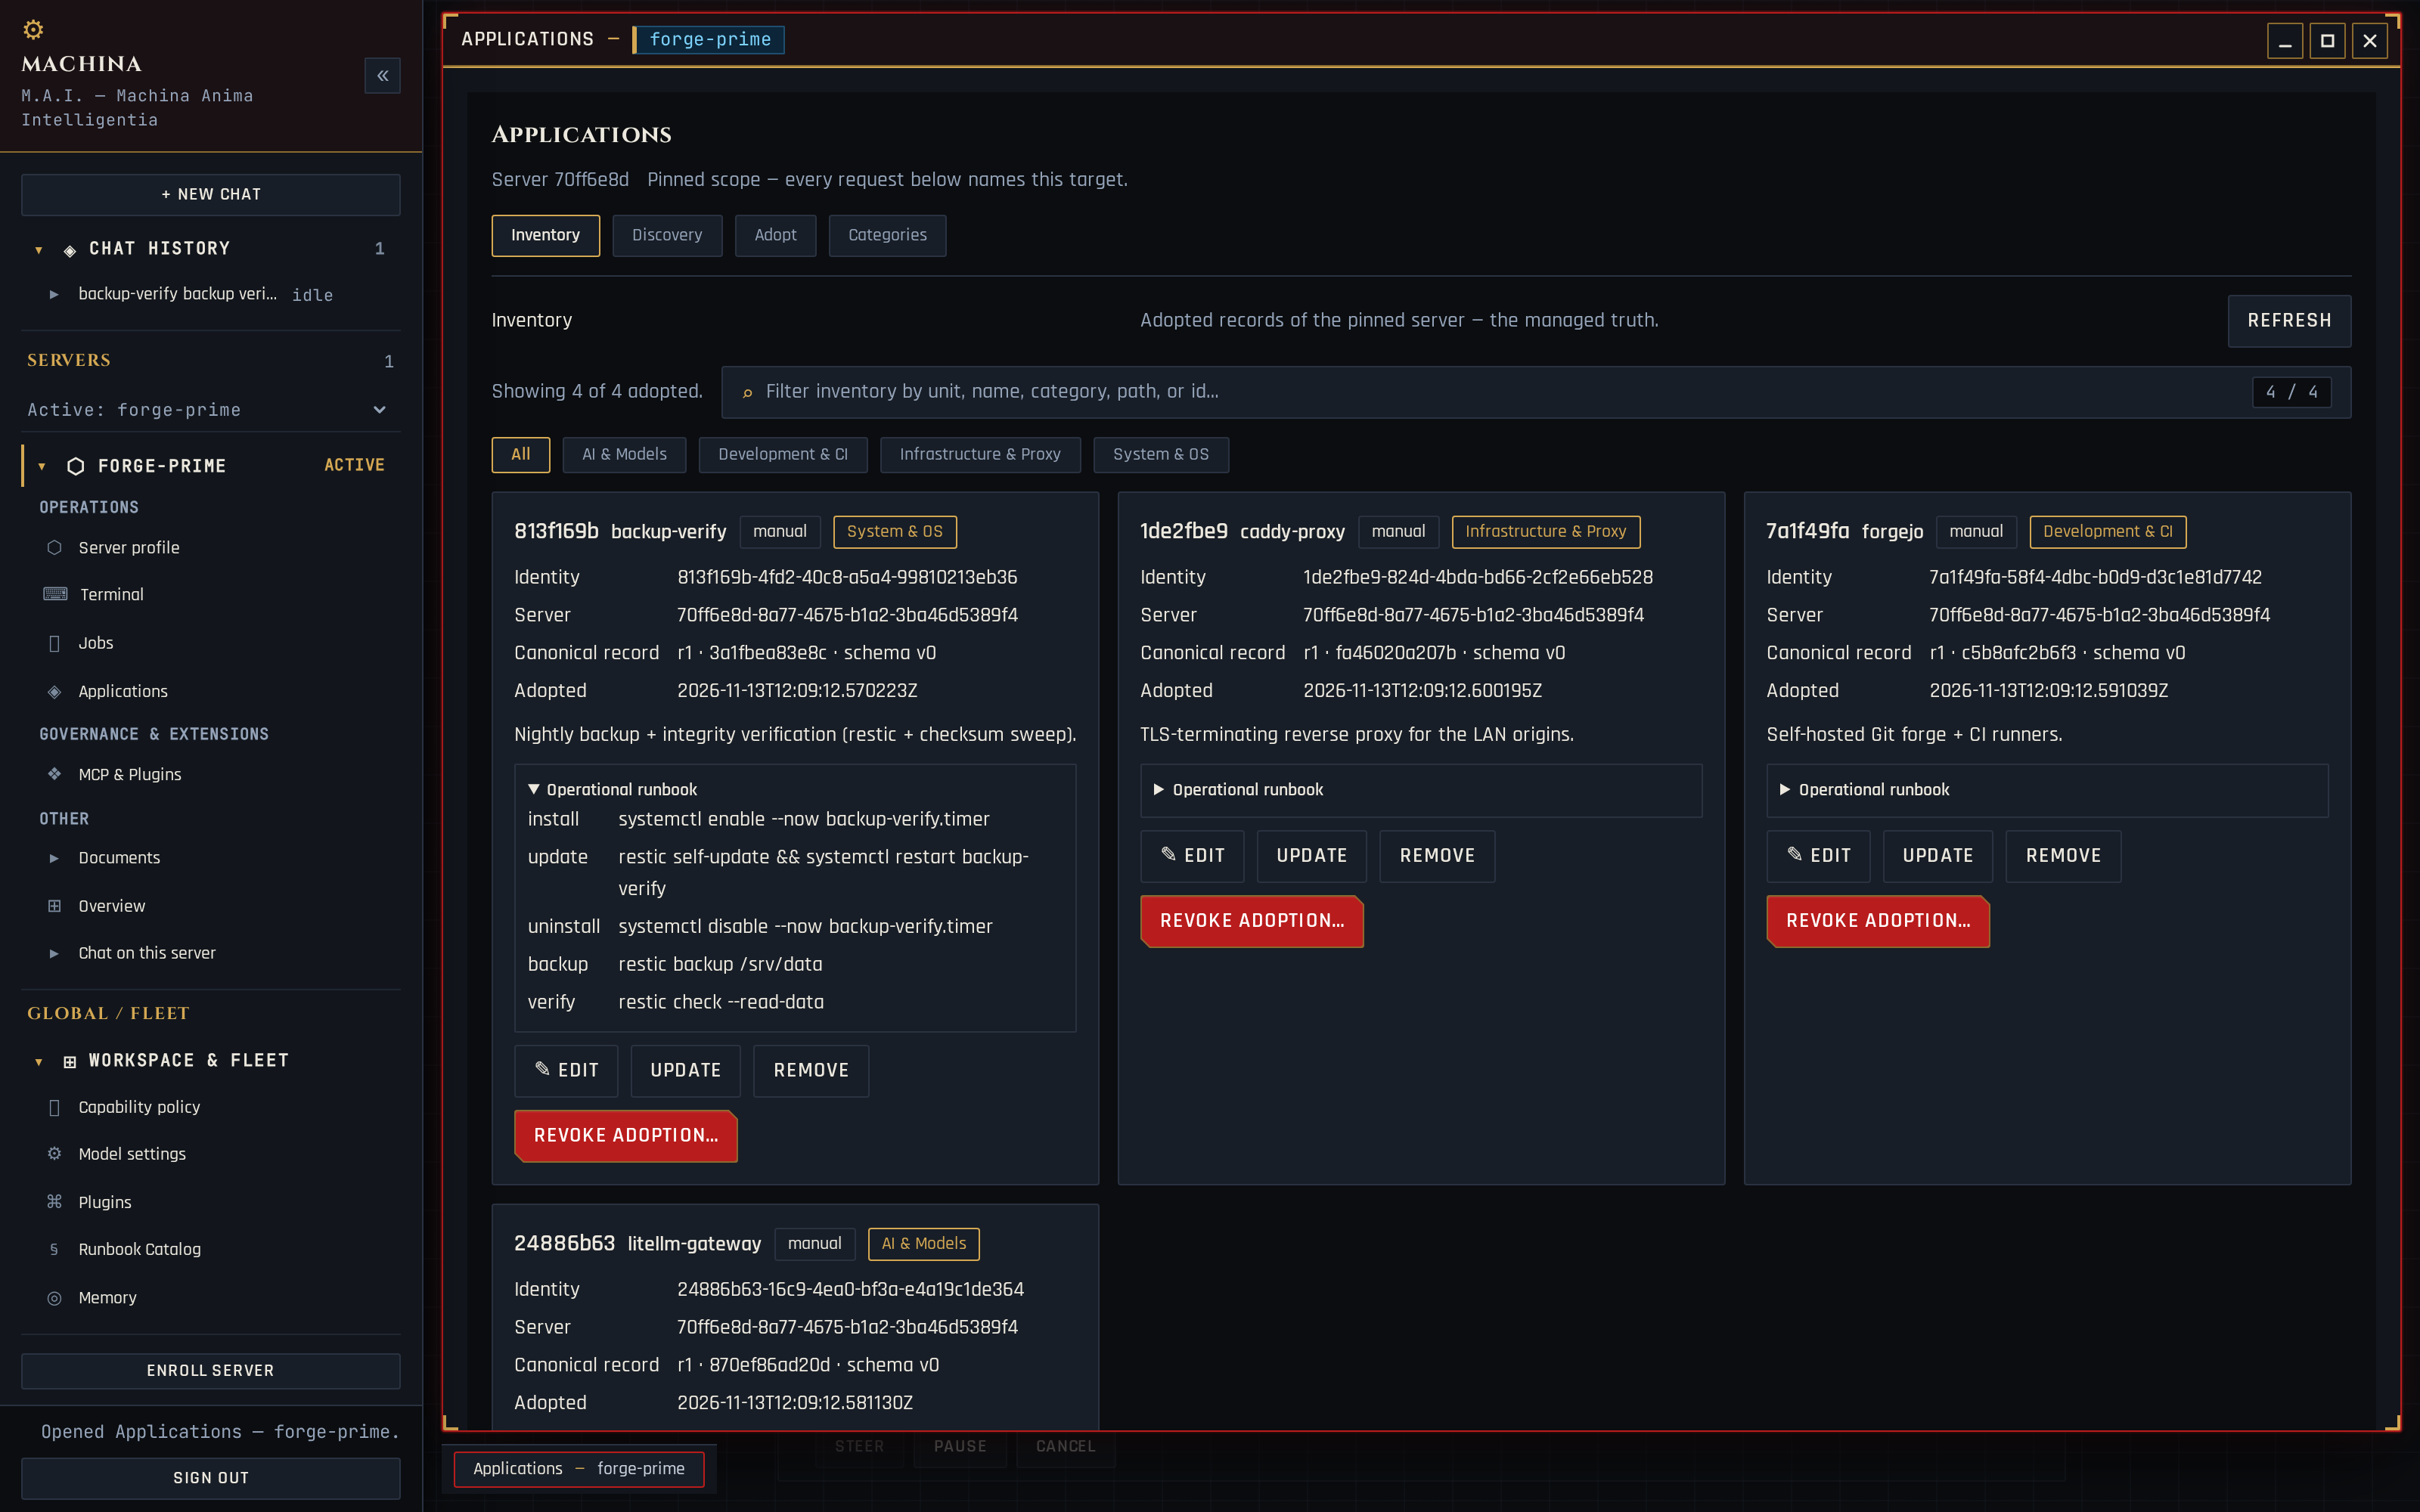 MACHINA
M.A.I. — Machina Anima
Intelligentia
«
+ NEW CHAT
CHAT HISTORY 1
backup-verify backup veri... idle
SERVERS 1
Active: forge-prime
FORGE-PRIME ACTIVE
OPERATIONS
Server profile
Terminal
Jobs
Applications
GOVERNANCE & EXTENSIONS
MCP & Plugins
OTHER
Documents
Overview
Chat on this server
GLOBAL / FLEET
WORKSPACE & FLEET
Capability policy
Model settings
Plugins
§ Runbook Catalog
Memory
ENROLL SERVER
Opened Applications — forge-prime.
SIGN OUT
APPLICATIONS — forge-prime
APPLICATIONS
Server 70ff6e8d Pinned scope — every request below names this target.
Inventory Discovery Adopt Categories
Inventory Adopted records of the pinned server — the managed truth. REFRESH
Showing 4 of 4 adopted. Filter inventory by unit, name, category, path, or id... 4 / 4
All AI & Models Development & CI Infrastructure & Proxy System & OS
813f169b backup-verify manual System & OS
Identity 813f169b-4fd2-40c8-a5a4-99810213eb36
Server 70ff6e8d-8a77-4675-b1a2-3ba46d5389f4
Canonical record r1 · 3a1fbea83e8c · schema v0
Adopted 2026-11-13T12:09:12.570223Z
Nightly backup + integrity verification (restic + checksum sweep).
▼ Operational runbook
install systemctl enable --now backup-verify.timer
update restic self-update && systemctl restart backup-
verify
uninstall systemctl disable --now backup-verify.timer
backup restic backup /srv/data
verify restic check --read-data
✎ EDIT UPDATE REMOVE
REVOKE ADOPTION...
1de2fbe9 caddy-proxy manual Infrastructure & Proxy
Identity 1de2fbe9-824d-4bda-bd66-2cf2e66eb528
Server 70ff6e8d-8a77-4675-b1a2-3ba46d5389f4
Canonical record r1 · fa46020a207b · schema v0
Adopted 2026-11-13T12:09:12.600195Z
TLS-terminating reverse proxy for the LAN origins.
▶ Operational runbook
✎ EDIT UPDATE REMOVE
REVOKE ADOPTION...
7a1f49fa forgejo manual Development & CI
Identity 7a1f49fa-58f4-4dbc-b0d9-d3c1e81d7742
Server 70ff6e8d-8a77-4675-b1a2-3ba46d5389f4
Canonical record r1 · c5b8afc2b6f3 · schema v0
Adopted 2026-11-13T12:09:12.591039Z
Self-hosted Git forge + CI runners.
▶ Operational runbook
✎ EDIT UPDATE REMOVE
REVOKE ADOPTION...
24886b63 litellm-gateway manual AI & Models
Identity 24886b63-16c9-4ea0-bf3a-e4a19c1de364
Server 70ff6e8d-8a77-4675-b1a2-3ba46d5389f4
Canonical record r1 · 870ef86ad20d · schema v0
Adopted 2026-11-13T12:09:12.581130Z
STEER PAUSE CANCEL
Applications — forge-prime